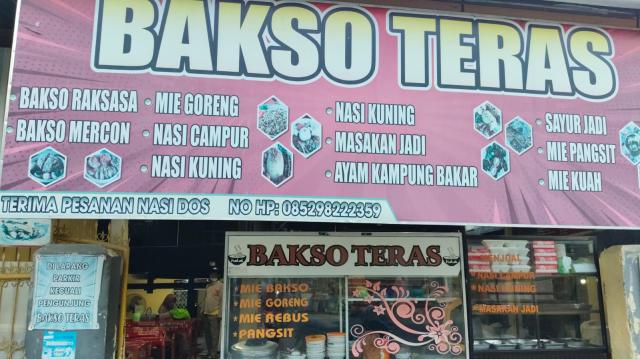 BAKSO TERAS
• BAKSO RAKSASA
• BAKSO MERCON
• MIE GORENG
• NASI CAMPUR
• NASI KUNING
• NASI KUNING
• MASAKAN JADI
• AYAM KAMPUNG BAKAR
• SAYUR JADI
• MIE PANGSIT
• MIE KUAH
TERIMA PESANAN NASI DOS NO HP: 085298222359
DI LARANG
PARKIR
KECUALI
PENGUNJUNG
BAKSO TERAS
BAKSO TERAS
• MIE BAKSO
• MIE GORENG
• MIE REBUS
• PANGSIT
MENJUAL
• NASI CAMPUR
• NASI KUNING
• MASAKAN JADI